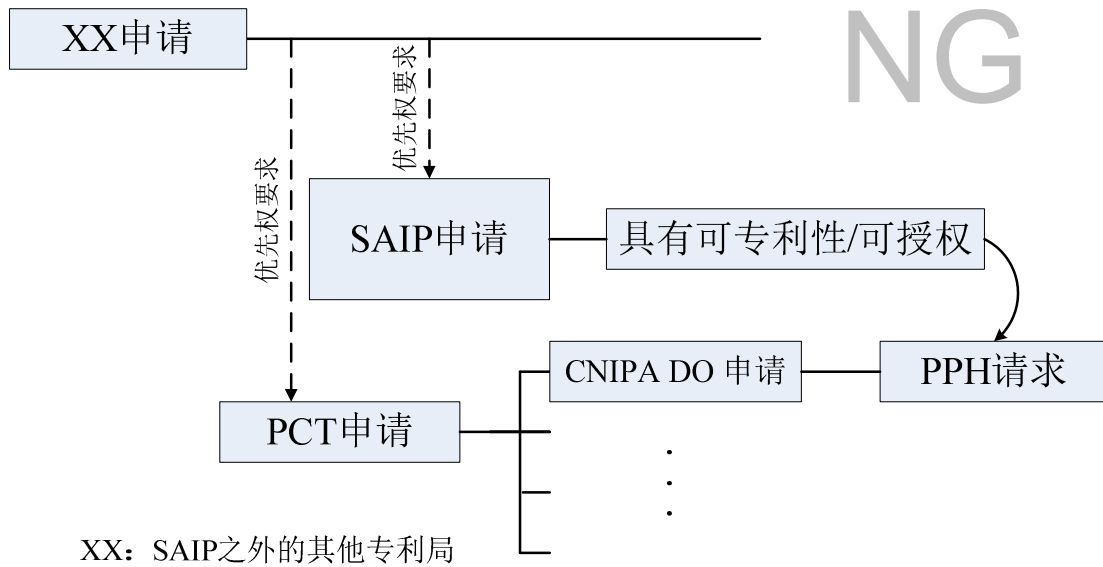 XX申请
NG
优先权要求
优先权要求
SAIP申请
具有可专利性/可授权
CNIPA DO 申请
PPH请求
PCT申请
XX：SAIP之外的其他专利局